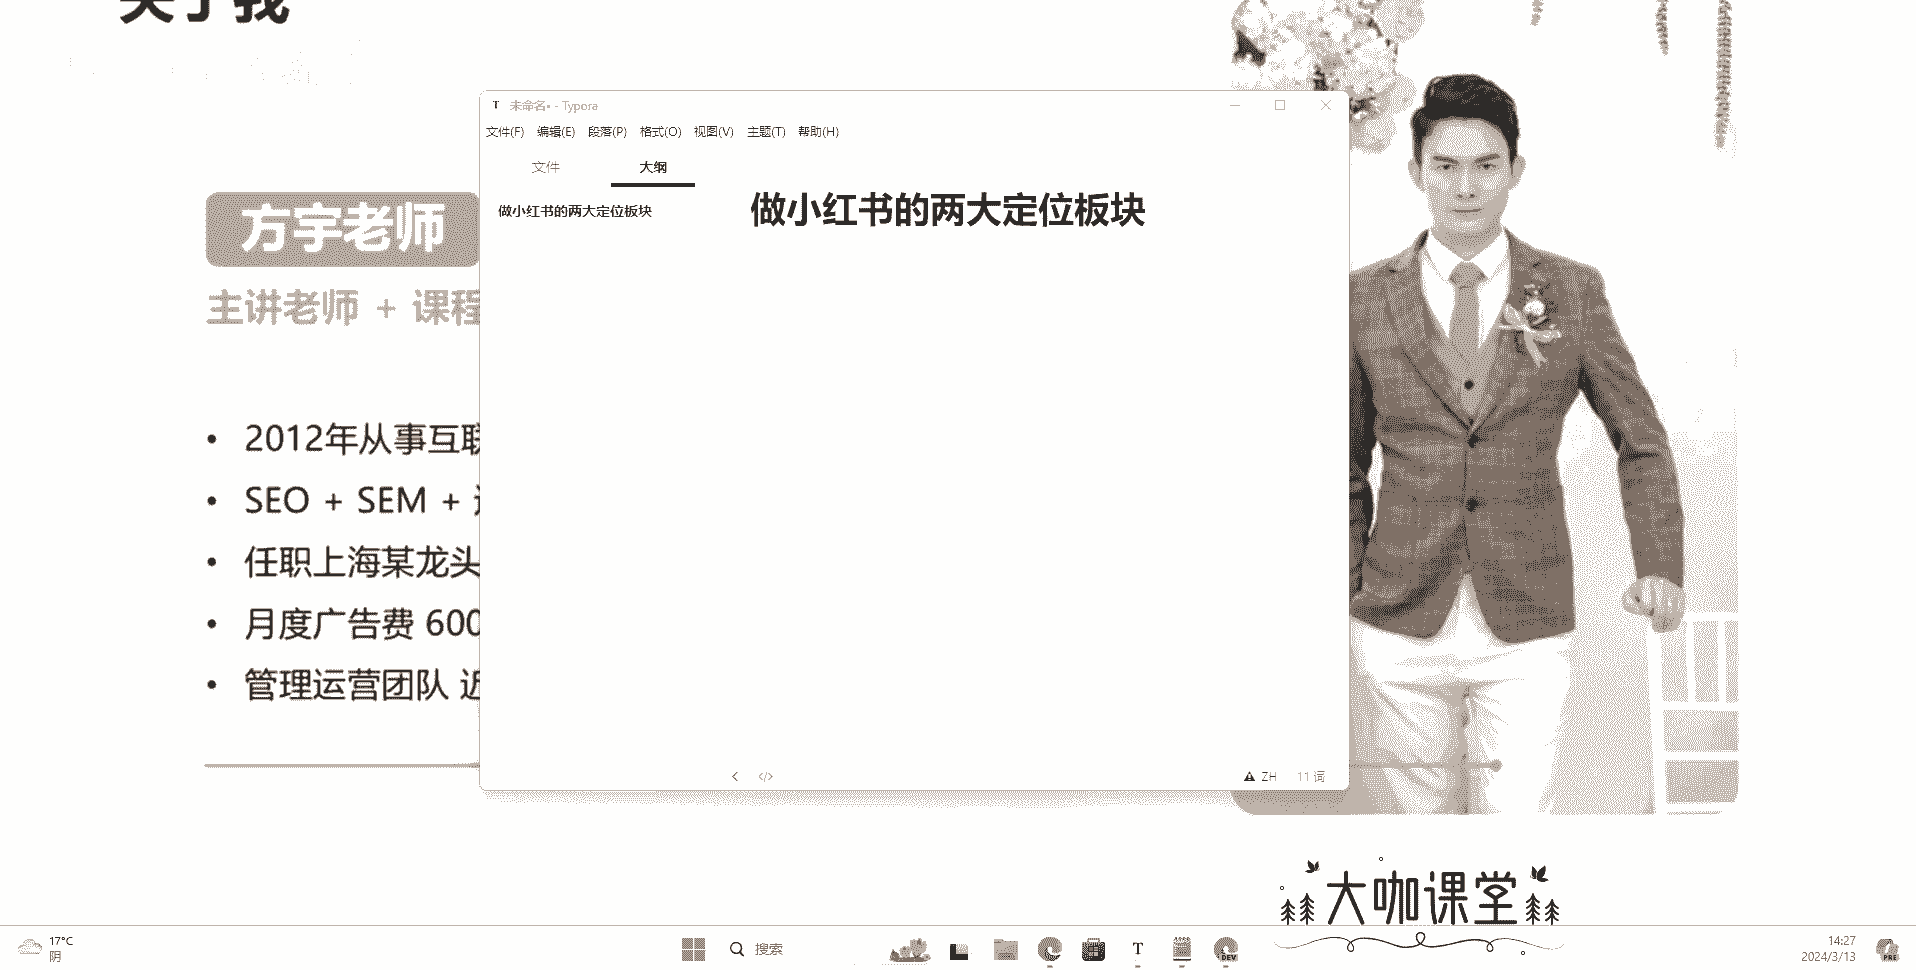 关于我
方宇老师
主讲老师 + 课程
2012年从事互联
SEO + SEM +
任职上海某龙头
月度广告费 600
管理运营团队 近
未命名• - Typora
文件(F) 编辑(E) 段落(P) 格式(O) 视图(V) 主题(T) 帮助(H)
文件 大纲
做小红书的两大定位板块
做小红书的两大定位板块
</> ZH 11 词
大咖课堂
17°C
阴
搜索
T
DEV
14:27
2024/3/13
PRE